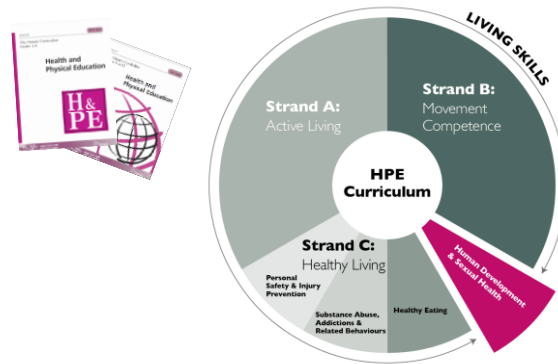 Health and
Physical Education
H&
PE
Health and
Physical Education
LIVING SKILLS
Strand A:
Active Living
Strand B:
Movement
Competence
HPE
Curriculum
Strand C:
Healthy Living
Personal
Safety & Injury
Prevention
Substance Abuse,
Addictions &
Related Behaviours
Healthy Eating
Human Development
& Sexual Health